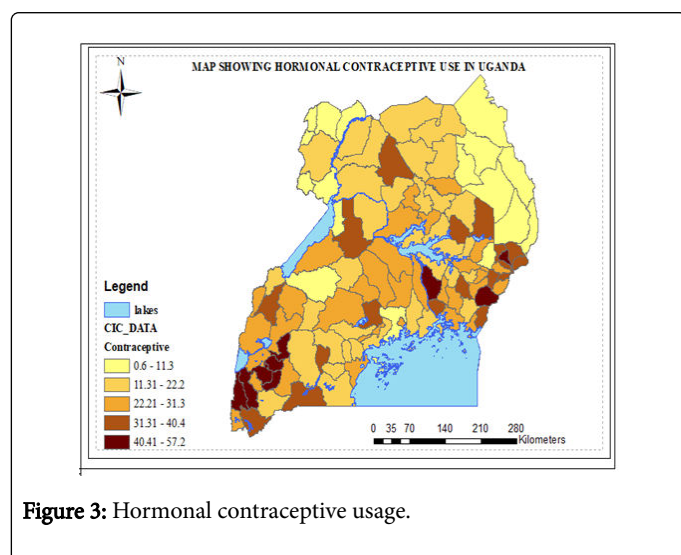 MAP SHOWING HORMONAL CONTRACEPTIVE USE IN UGANDA
N
Legend
lakes
CIC_DATA
Contraceptive
0.6 - 11.3
11.31 - 22.2
22.21 - 31.3
31.31 - 40.4
40.41 - 57.2
0 35 70 140 210 280
Kilometers
Figure 3: Hormonal contraceptive usage.